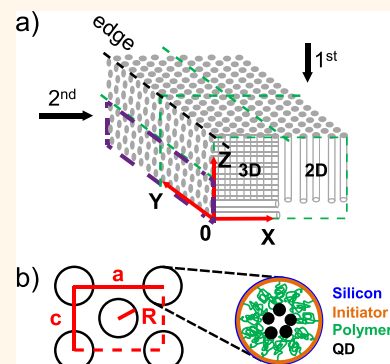 a)
edge
1st
2nd
Z
3D
2D
Y
0
X
b)
a
c
R
Silicon
Initiator
Polymer
QD